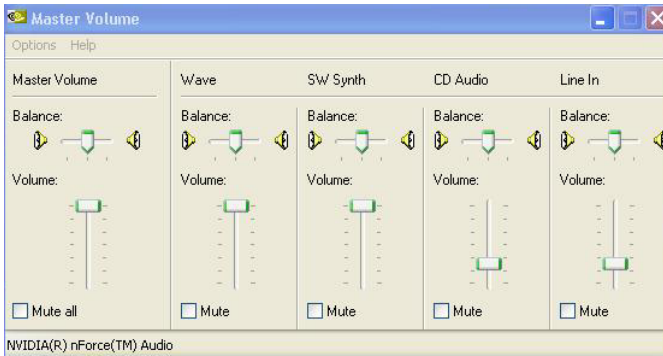 Master Volume
Options Help
Master Volume Wave SW Synth CD Audio Line In
Balance: Balance: Balance: Balance: Balance:
Volume: Volume: Volume: Volume: Volume:
Mute all Mute Mute Mute Mute
NVIDIA(R) nForce(TM) Audio